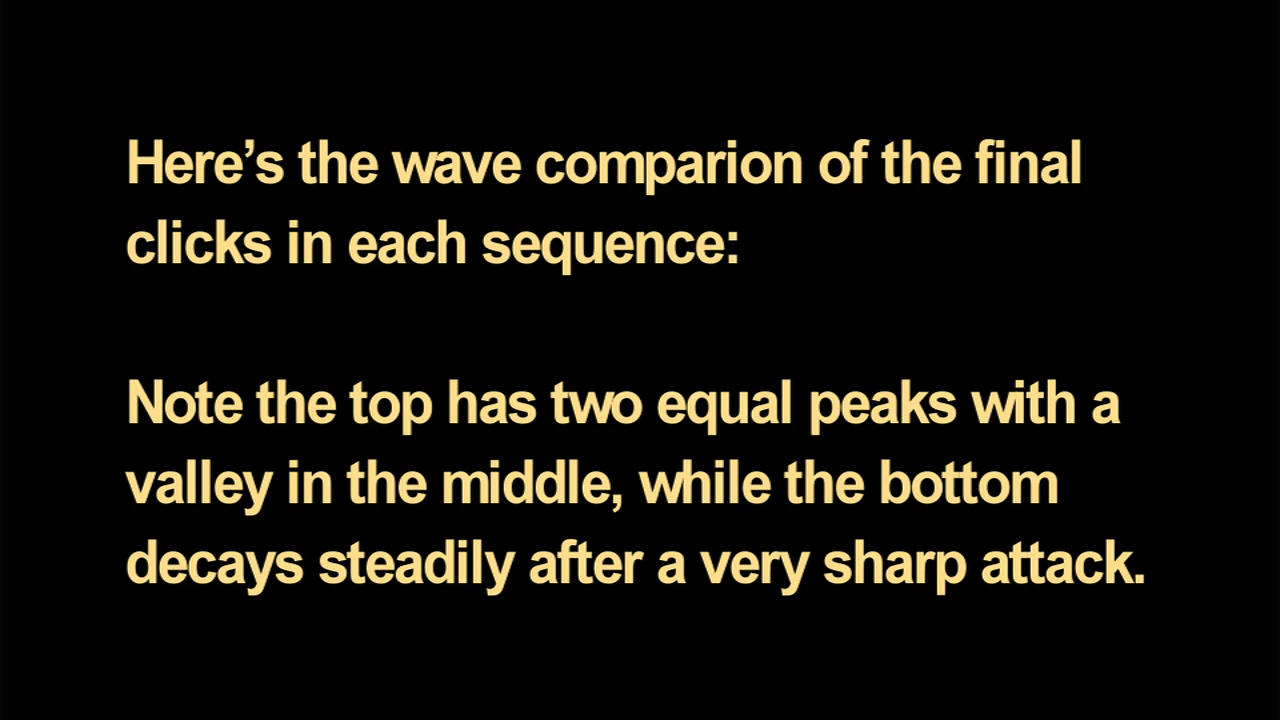 Here’s the wave comparion of the final
clicks in each sequence:
Note the top has two equal peaks with a
valley in the middle, while the bottom
decays steadily after a very sharp attack.